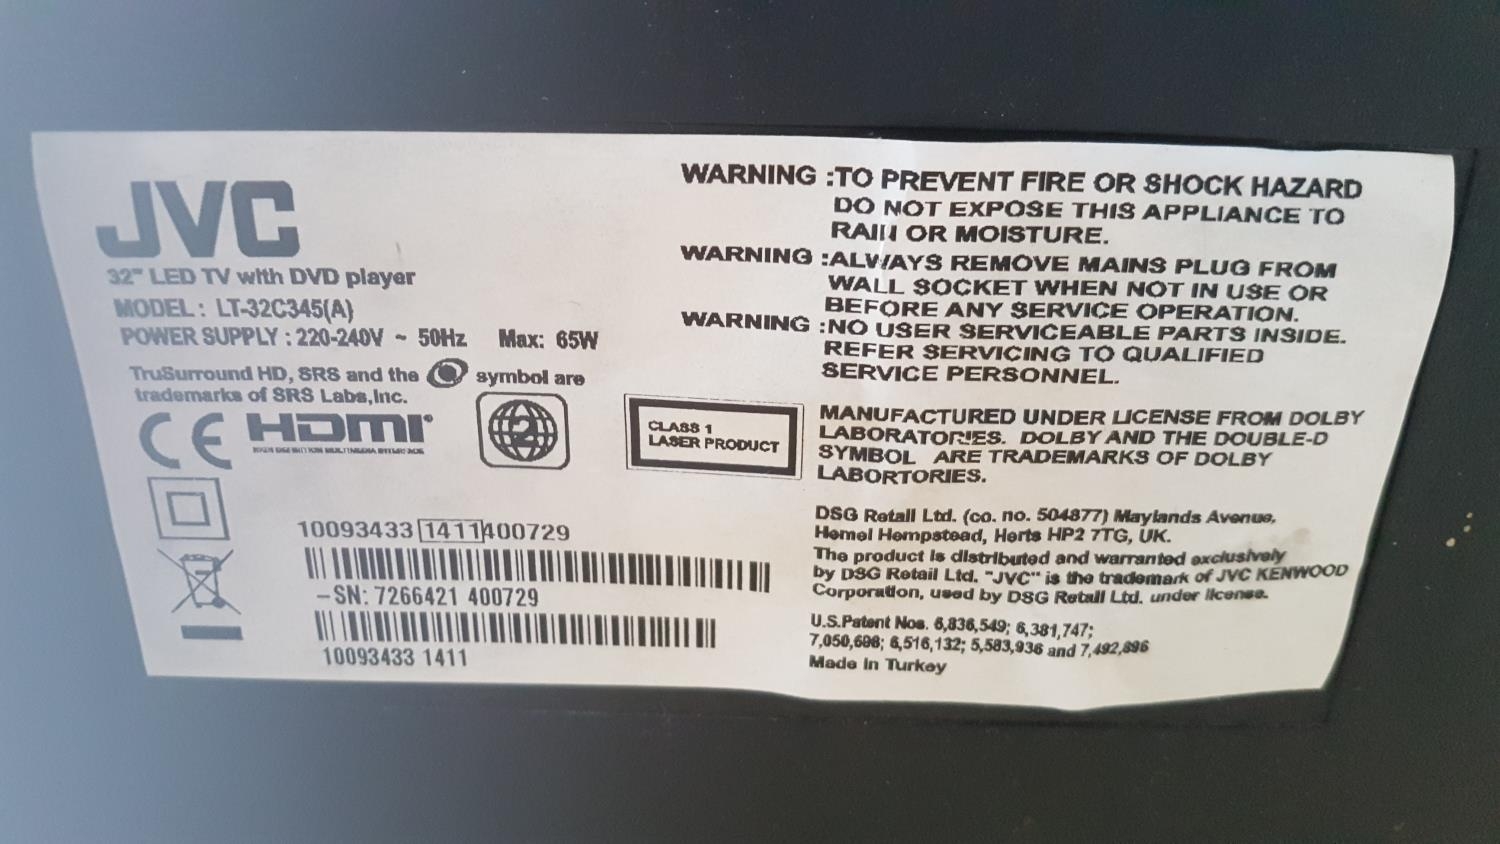 JVC
32" LED TV with DVD player
MODEL : LT-32C345(A)
POWER SUPPLY : 220-240V ~ 50Hz Max: 65W
TruSurround HD, SRS and the symbol are
trademarks of SRS Labs,Inc.
CE HDMI
HIGH DEFINITION MULTIMEDIA INTERFACE
2
CLASS 1
LASER PRODUCT
10093433 1411 400729
-SN: 7266421 400729
10093433 1411
WARNING :TO PREVENT FIRE OR SHOCK HAZARD
DO NOT EXPOSE THIS APPLIANCE TO
RAIN OR MOISTURE.
WARNING :ALWAYS REMOVE MAINS PLUG FROM
WALL SOCKET WHEN NOT IN USE OR
BEFORE ANY SERVICE OPERATION.
WARNING :NO USER SERVICEABLE PARTS INSIDE.
REFER SERVICING TO QUALIFIED
SERVICE PERSONNEL.
MANUFACTURED UNDER LICENSE FROM DOLBY
LABORATORIES. DOLBY AND THE DOUBLE-D
SYMBOL ARE TRADEMARKS OF DOLBY
LABORTORIES.
DSG Retail Ltd. (co. no. 504877) Maylands Avenue,
Hemel Hempstead, Herts HP2 7TG, UK.
The product is distributed and warranted exclusively
by DSG Retail Ltd. "JVC" is the trademark of JVC KENWOOD
Corporation, used by DSG Retail Ltd. under license.
U.S.Patent Nos. 6,836,549; 6,381,747;
7,050,698; 6,516,132; 5,583,936 and 7,492,896
Made in Turkey